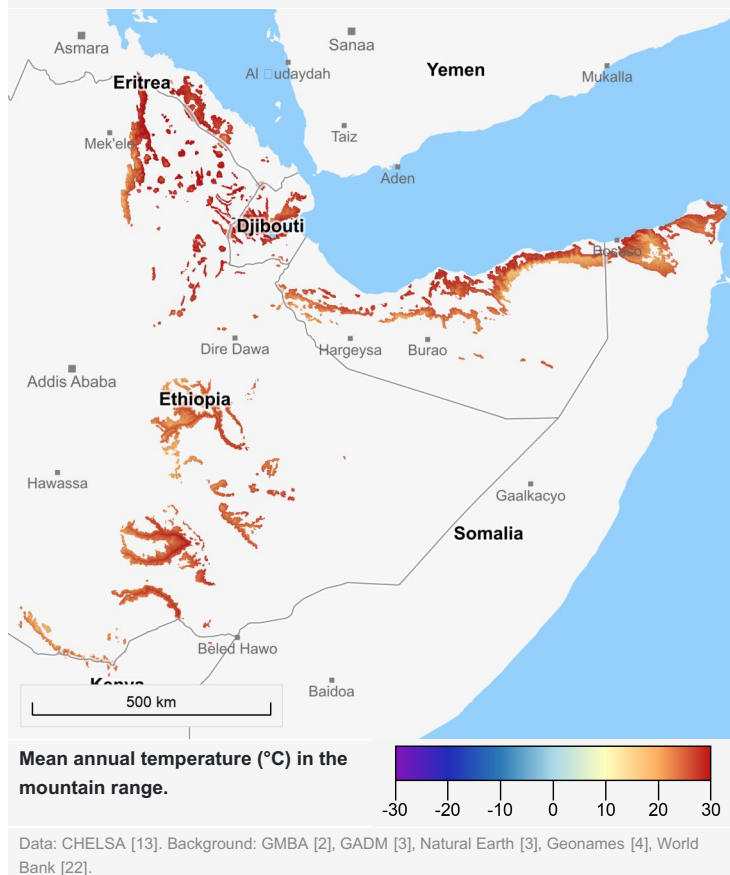 Asmara
Sanaa
Al 􀀀udaydah
Yemen
Mukalla
Eritrea
Taiz
Mek'ele
Aden
Djibouti
Bosaso
Dire Dawa
Hargeysa
Burao
Addis Ababa
Ethiopia
Hawassa
Gaalkacyo
Somalia
Beled Hawo
Kenya
Baidoa
500 km
Mean annual temperature (°C) in the
mountain range.
-30 -20 -10 0 10 20 30
Data: CHELSA [13]. Background: GMBA [2], GADM [3], Natural Earth [3], Geonames [4], World
Bank [22].